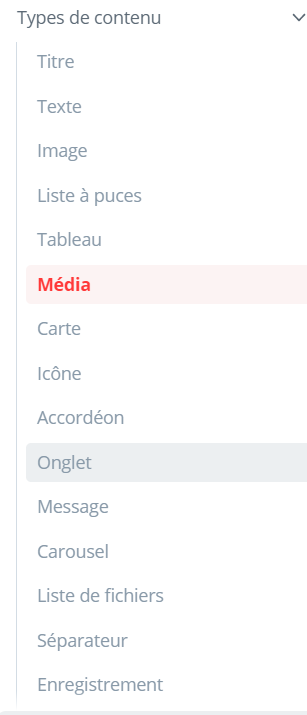 Types de contenu
Titre
Texte
Image
Liste à puces
Tableau
Média
Carte
Icône
Accordéon
Onglet
Message
Carousel
Liste de fichiers
Séparateur
Enregistrement